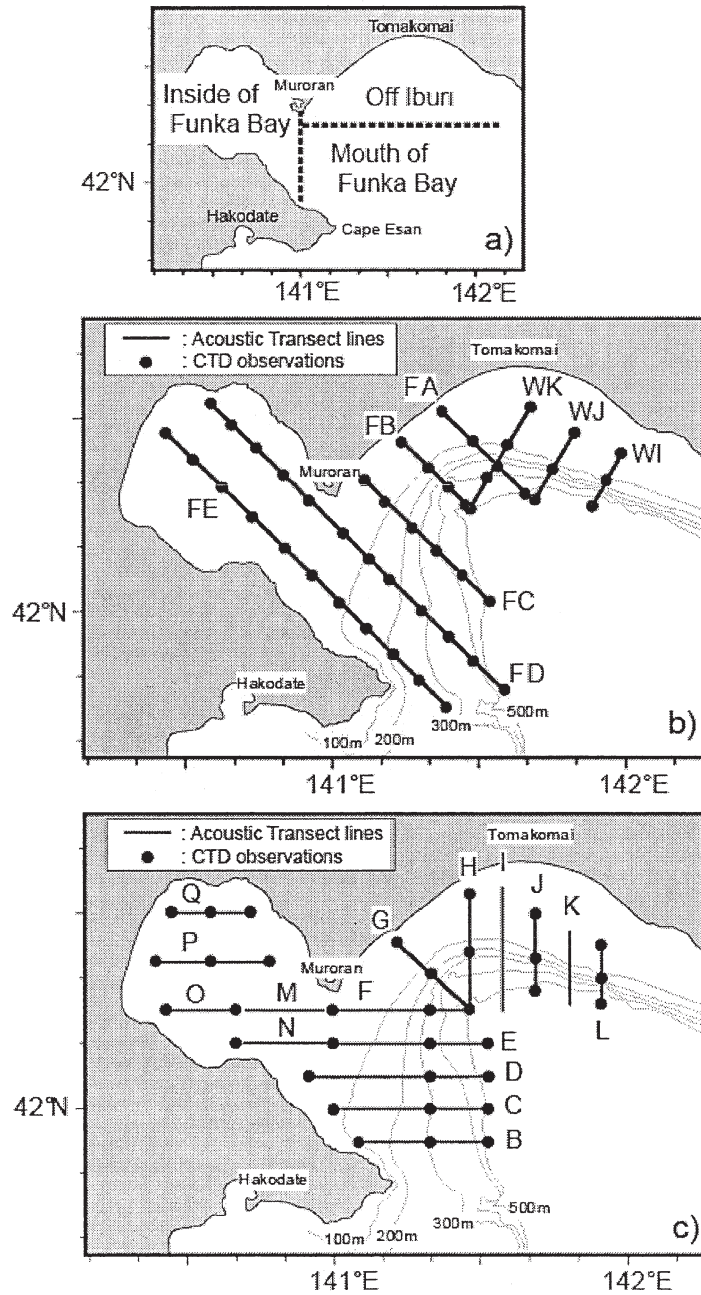 Tomakomai
Muroran
Inside of
Funka Bay
Off Iburi
Mouth of
Funka Bay
42°N
Hakodate
Cape Esan
a)
141°E 142°E
: Acoustic Transect lines
: CTD observations
Tomakomai
FA
WK
FB
WJ
WI
Muroran
FE
FC
42°N
FD
Hakodate
500m
300m
200m
100m
b)
141°E 142°E
: Acoustic Transect lines
: CTD observations
Tomakomai
H I
J
Q
G
K
P
Muroran
O M F
L
N E
D
42°N
C
B
Hakodate
500m
300m
200m
100m
c)
141°E 142°E